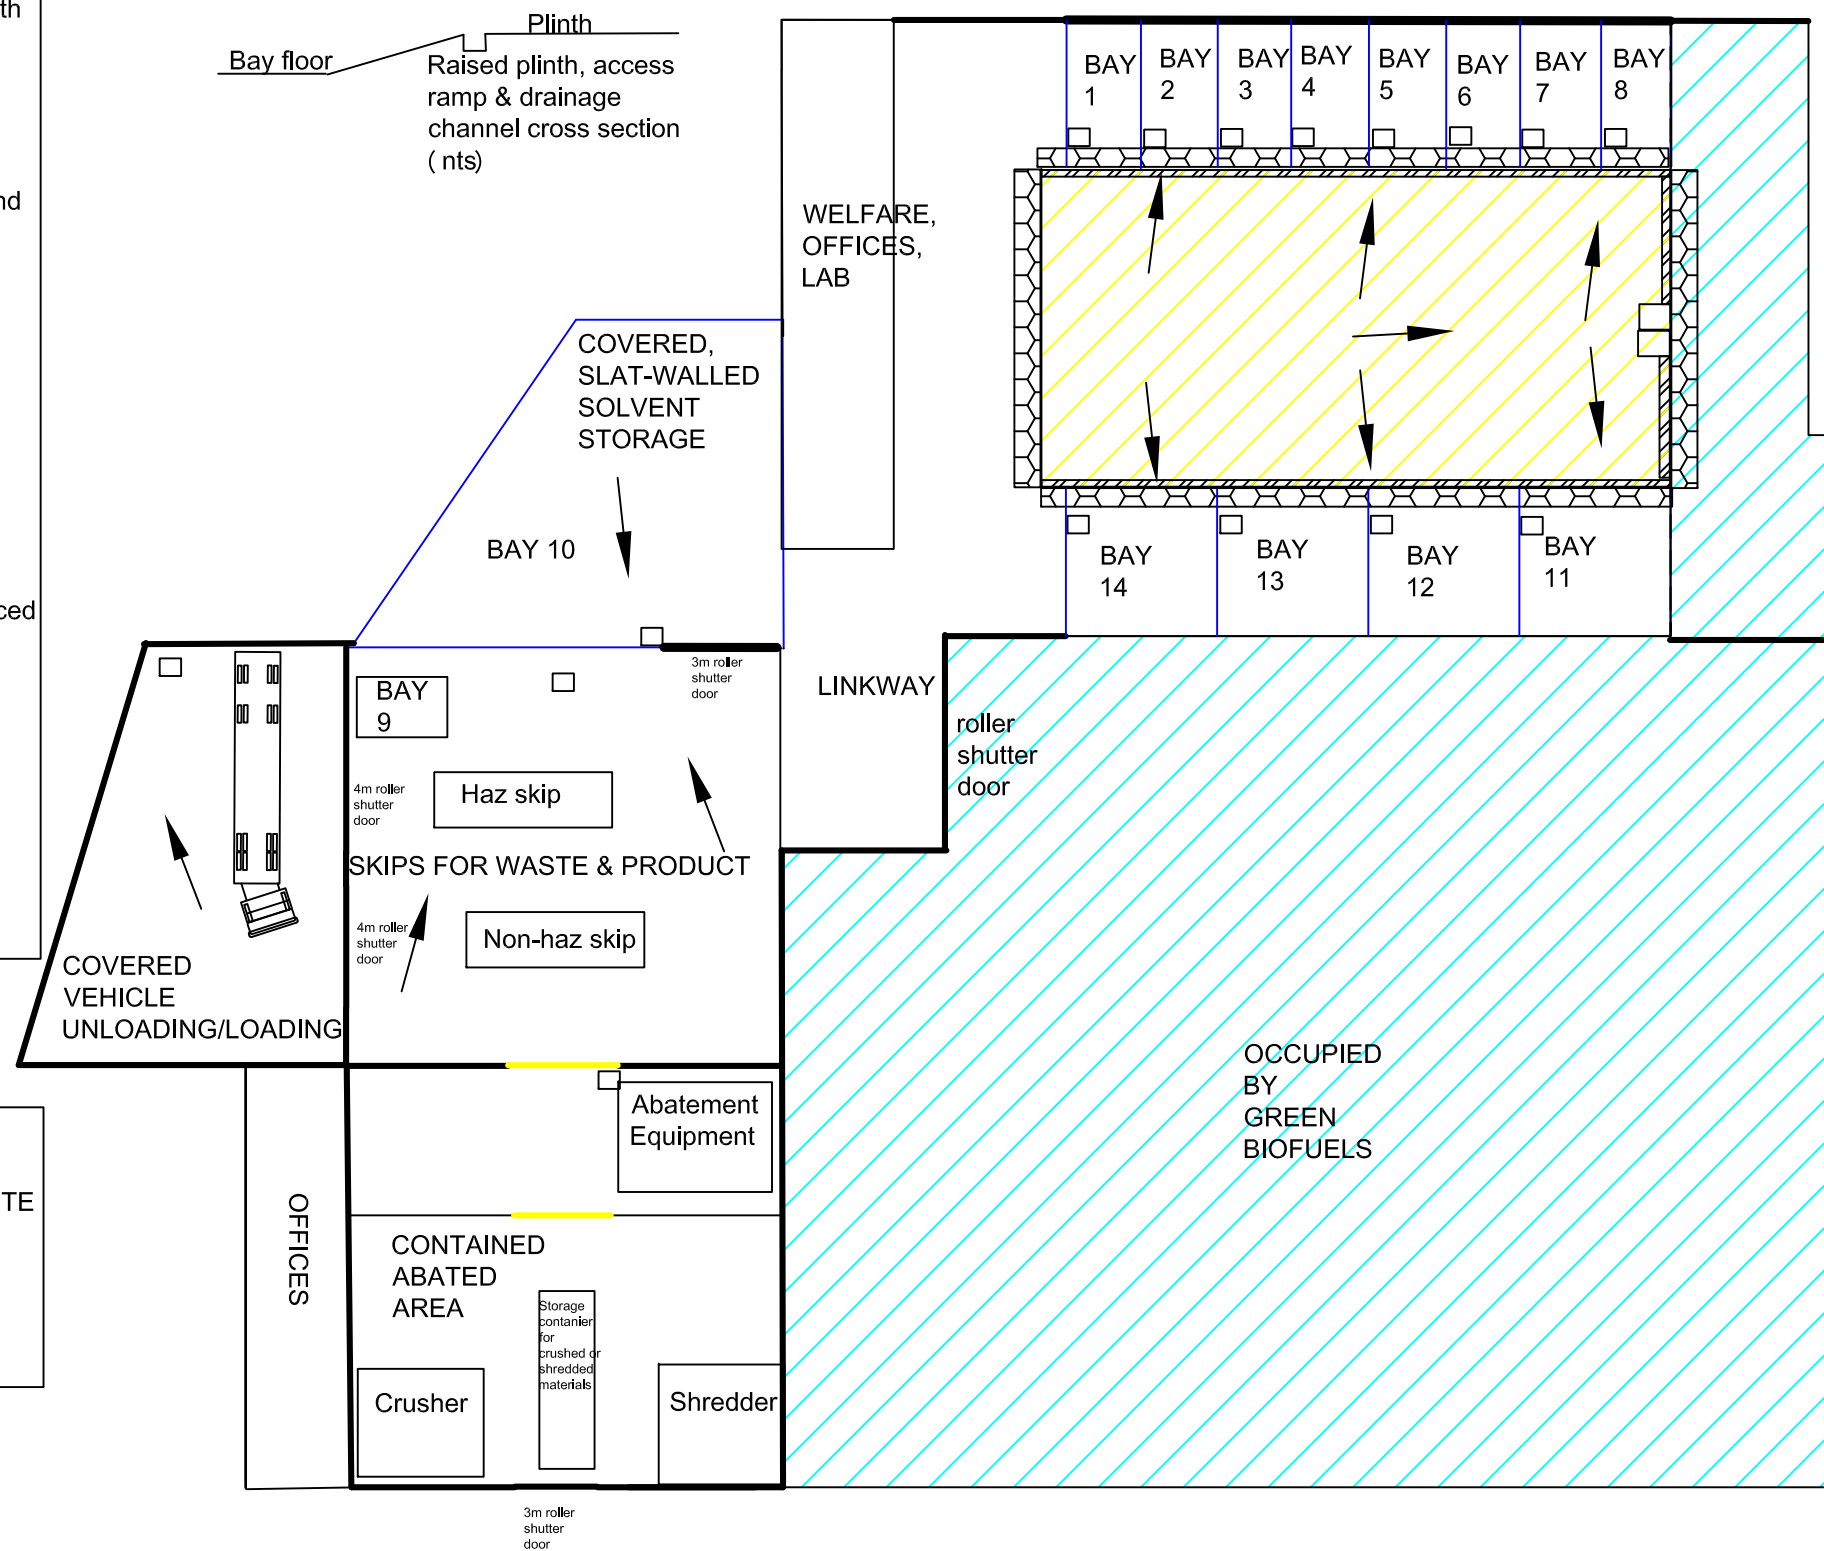 th
Plinth
Bay floor
Raised plinth, access
ramp & drainage
channel cross section
( nts)
nd
ced
TE
BAY
1
BAY
2
BAY
3
BAY
4
BAY
5
BAY
6
BAY
7
BAY
8
WELFARE,
OFFICES,
LAB
COVERED,
SLAT-WALLED
SOLVENT
STORAGE
BAY 10
BAY
14
BAY
13
BAY
12
BAY
11
3m roller
shutter
door
LINKWAY
roller
shutter
door
BAY
9
4m roller
shutter
door
Haz skip
SKIPS FOR WASTE & PRODUCT
4m roller
shutter
door
Non-haz skip
COVERED
VEHICLE
UNLOADING/LOADING
OCCUPIED
BY
GREEN
BIOFUELS
Abatement
Equipment
OFFICES
CONTAINED
ABATED
AREA
Storage
contanier
for
crushed or
shredded
materials
Crusher
Shredder
3m roller
shutter
door